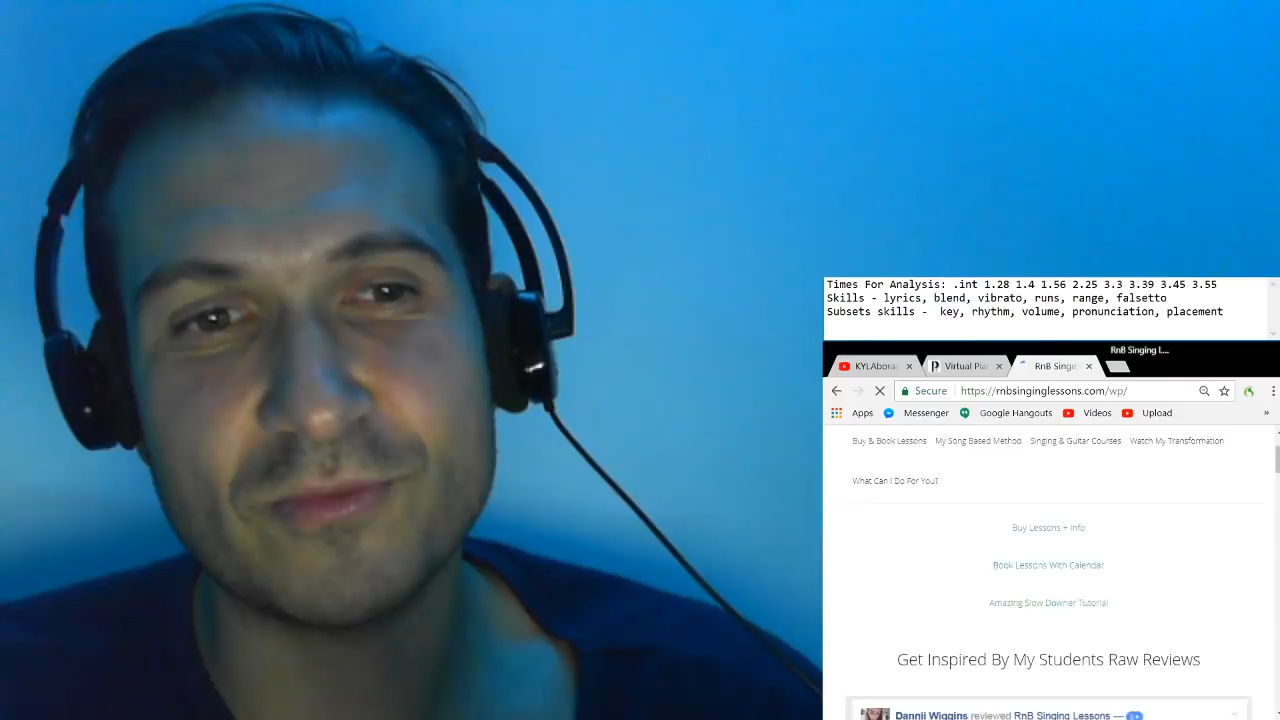 Times For Analysis: .int 1.28 1.4 1.56 2.25 3.3 3.39 3.45 3.55
Skills - lyrics, blend, vibrato, runs, range, falsetto
Subsets skills -  key, rhythm, volume, pronunciation, placement
RnB Singing L...
KYLAbora
Virtual Pia
RnB Singi
Secure https://rnbsinginglessons.com/wp/
Apps Messenger Google Hangouts Videos Upload »
Buy & Book Lessons My Song Based Method Singing & Guitar Courses Watch My Transformation
What Can I Do For You?
Buy Lessons + Info
Book Lessons With Calendar
Amazing Slow Downer Tutorial
Get Inspired By My Students Raw Reviews
Dannii Wiggins reviewed RnB Singing Lessons —